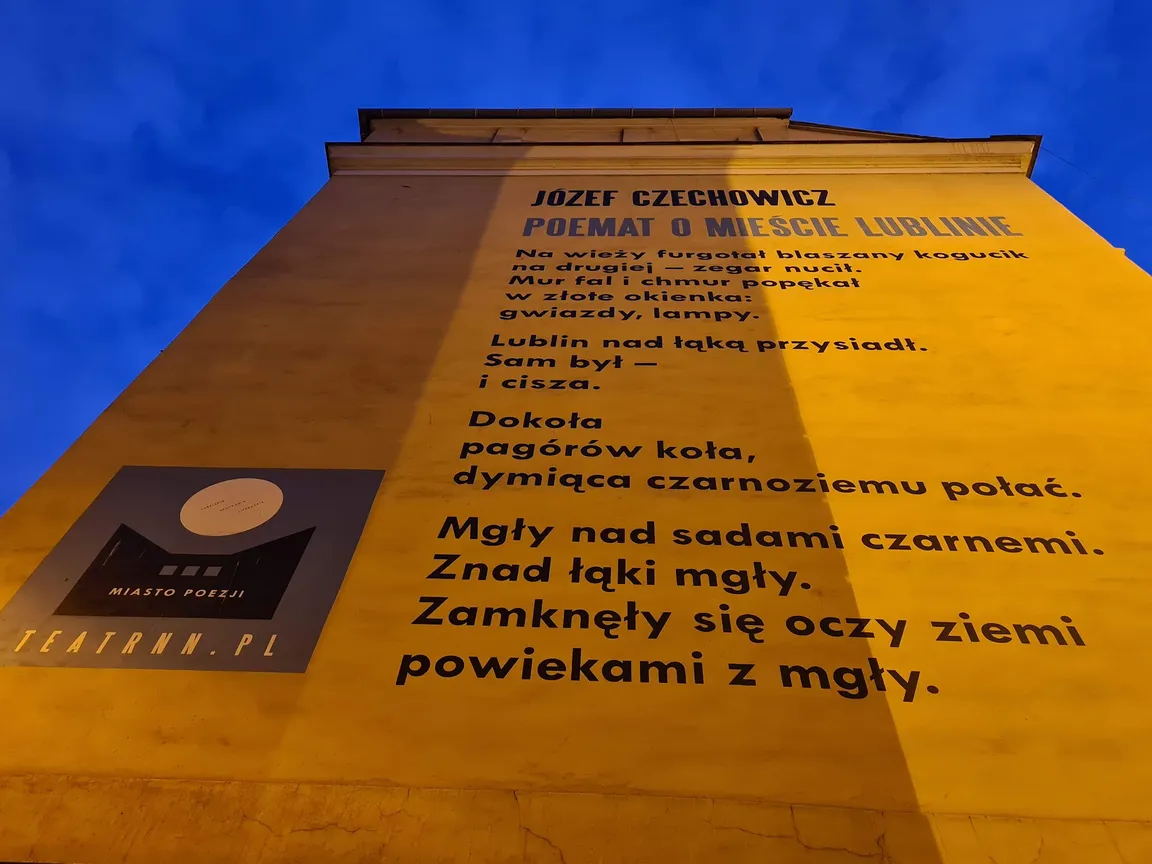 JÓZEF CZECHOWICZ
POEMAT O MIEŚCIE LUBLINIE
Na wieży furgotał blaszany kogucik
na drugiej – zegar nucił.
Mur fal i chmur popękał
w złote okienka:
gwiazdy, lampy.
Lublin nad łąką przysiadł.
Sam był –
i cisza.
Dokoła
pagórów koła,
dymiąca czarnoziemu połać.
Mgły nad sadami czarnemi.
Znad łąki mgły.
Zamknęły się oczy ziemi
powiekami z mgły.
MIASTO POEZJI
TEATRNN.PL